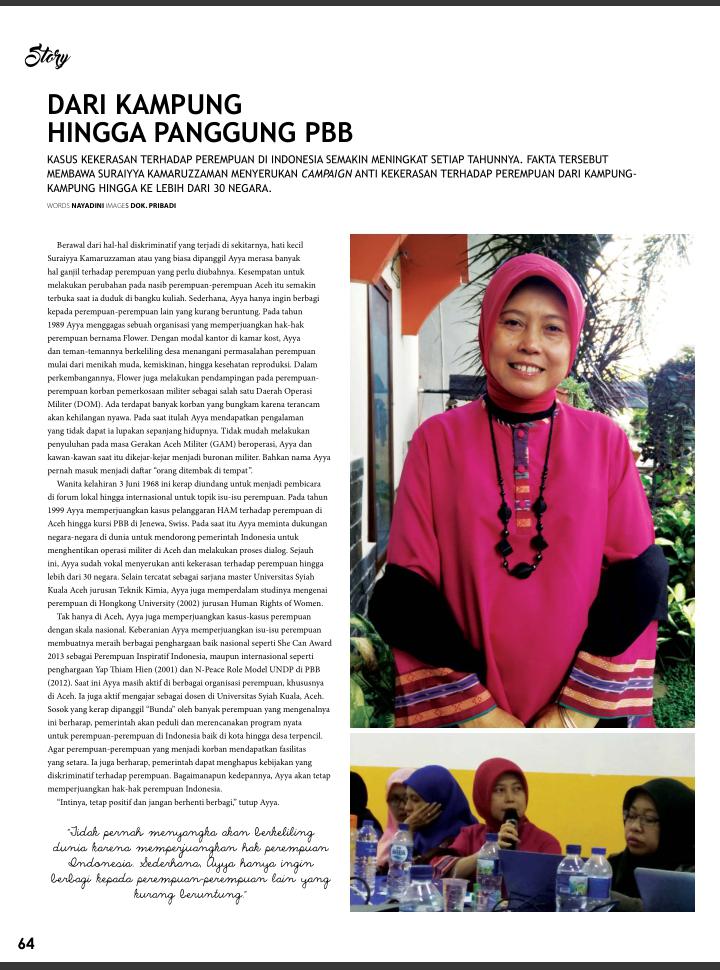 Story
DARI KAMPUNG
HINGGA PANGGUNG PBB
KASUS KEKERASAN TERHADAP PEREMPUAN DI INDONESIA SEMAKIN MENINGKAT SETIAP TAHUNNYA. FAKTA TERSEBUT
MEMBAWA SURAIYYA KAMARUZZAMAN MENYERUKAN CAMPAIGN ANTI KEKERASAN TERHADAP PEREMPUAN DARI KAMPUNG-
KAMPUNG HINGGA KE LEBIH DARI 30 NEGARA.
WORDS NAYADINI IMAGES DOK. PRIBADI
Berawal dari hal-hal diskriminatif yang terjadi di sekitarnya, hati kecil
Suraiyya Kamaruzzaman atau yang biasa dipanggil Ayya merasa banyak
hal ganjil terhadap perempuan yang perlu diubahnya. Kesempatan untuk
melakukan perubahan pada nasib perempuan-perempuan Aceh itu semakin
terbuka saat ia duduk di bangku kuliah. Sederhana, Ayya hanya ingin berbagi
kepada perempuan-perempuan lain yang kurang beruntung. Pada tahun
1989 Ayya menggagas sebuah organisasi yang memperjuangkan hak-hak
perempuan bernama Flower. Dengan modal kantor di kamar kost, Ayya
dan teman-temannya berkeliling desa menangani permasalahan perempuan
mulai dari menikah muda, kemiskinan, hingga kesehatan reproduksi. Dalam
perkembangannya, Flower juga melakukan pendampingan pada perempuan-
perempuan korban pemerkosaan militer sebagai salah satu Daerah Operasi
Militer (DOM). Ada terdapat banyak korban yang bungkam karena terancam
akan kehilangan nyawa. Pada saat itulah Ayya mendapatkan pengalaman
yang tidak dapat ia lupakan sepanjang hidupnya. Tidak mudah melakukan
penyuluhan pada masa Gerakan Aceh Militer (GAM) beroperasi, Ayya dan
kawan-kawan saat itu dikejar-kejar menjadi buronan militer. Bahkan nama Ayya
pernah masuk menjadi daftar “orang ditembak di tempat”.
Wanita kelahiran 3 Juni 1968 ini kerap diundang untuk menjadi pembicara
di forum lokal hingga internasional untuk topik isu-isu perempuan. Pada tahun
1999 Ayya memperjuangkan kasus pelanggaran HAM terhadap perempuan di
Aceh hingga kursi PBB di Jenewa, Swiss. Pada saat itu Ayya meminta dukungan
negara-negara di dunia untuk mendorong pemerintah Indonesia untuk
menghentikan operasi militer di Aceh dan melakukan proses dialog. Sejauh
ini, Ayya sudah vokal menyerukan anti kekerasan terhadap perempuan hingga
lebih dari 30 negara. Selain tercatat sebagai sarjana master Universitas Syiah
Kuala Aceh jurusan Teknik Kimia, Ayya juga memperdalam studinya mengenai
perempuan di Hongkong University (2002) jurusan Human Rights of Women.
Tak hanya di Aceh, Ayya juga memperjuangkan kasus-kasus perempuan
dengan skala nasional. Keberanian Ayya memperjuangkan isu-isu perempuan
membuatnya meraih berbagai penghargaan baik nasional seperti She Can Award
2013 sebagai Perempuan Inspiratif Indonesia, maupun internasional seperti
penghargaan Yap Thiam Hien (2001) dan N-Peace Role Model UNDP di PBB
(2012). Saat ini Ayya masih aktif di berbagai organisasi perempuan, khususnya
di Aceh. Ia juga aktif mengajar sebagai dosen di Universitas Syiah Kuala, Aceh.
Sosok yang kerap dipanggil “Bunda” oleh banyak perempuan yang mengenalnya
ini berharap, pemerintah akan peduli dan merencanakan program nyata
untuk perempuan-perempuan di Indonesia baik di kota hingga desa terpencil.
Agar perempuan-perempuan yang menjadi korban mendapatkan fasilitas
yang setara. Ia juga berharap, pemerintah dapat menghapus kebijakan yang
diskriminatif terhadap perempuan. Bagaimanapun kedepannya, Ayya akan tetap
memperjuangkan hak-hak perempuan Indonesia.
“Intinya, tetap positif dan jangan berhenti berbagi,” tutup Ayya.
"Tidak pernah menyangka akan berkeliling
dunia karena memperjuangkan hak perempuan
Indonesia. Sederhana, Ayya hanya ingin
berbagi kepada perempuan-perempuan lain yang
kurang beruntung."
64